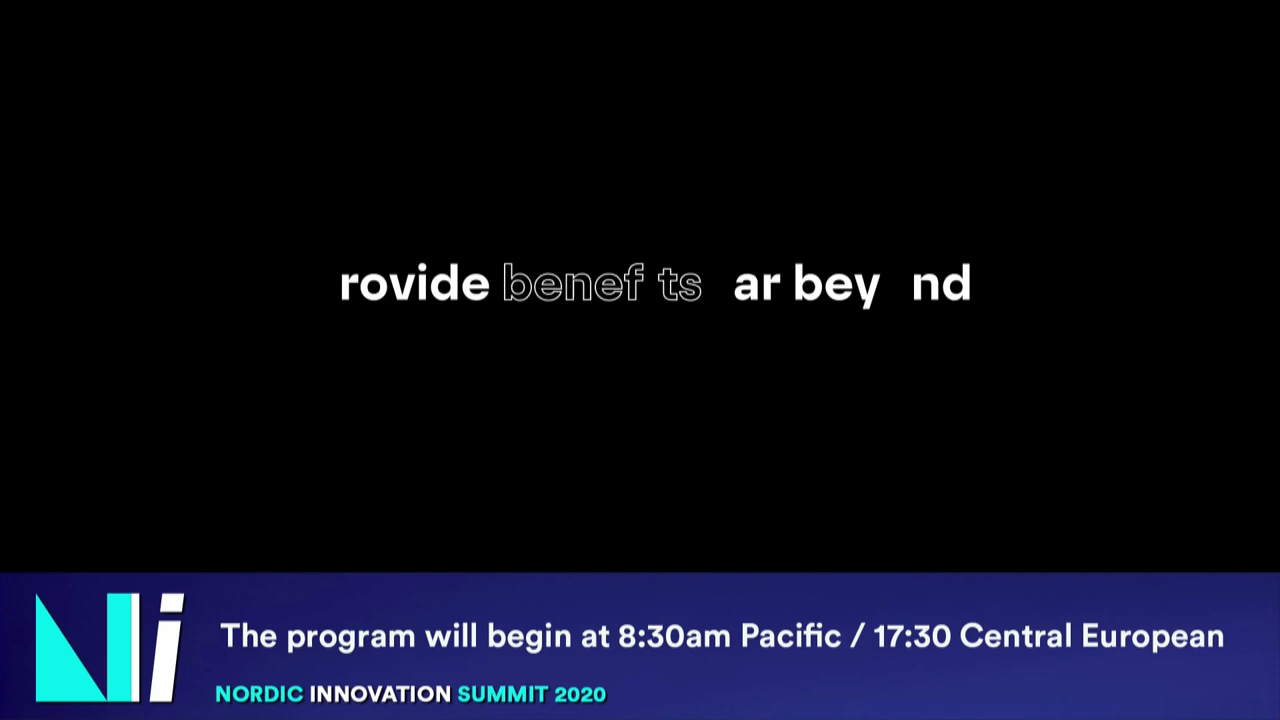 rovide benef ts ar bey nd
Ni
The program will begin at 8:30am Pacific / 17:30 Central European
NORDIC INNOVATION SUMMIT 2020